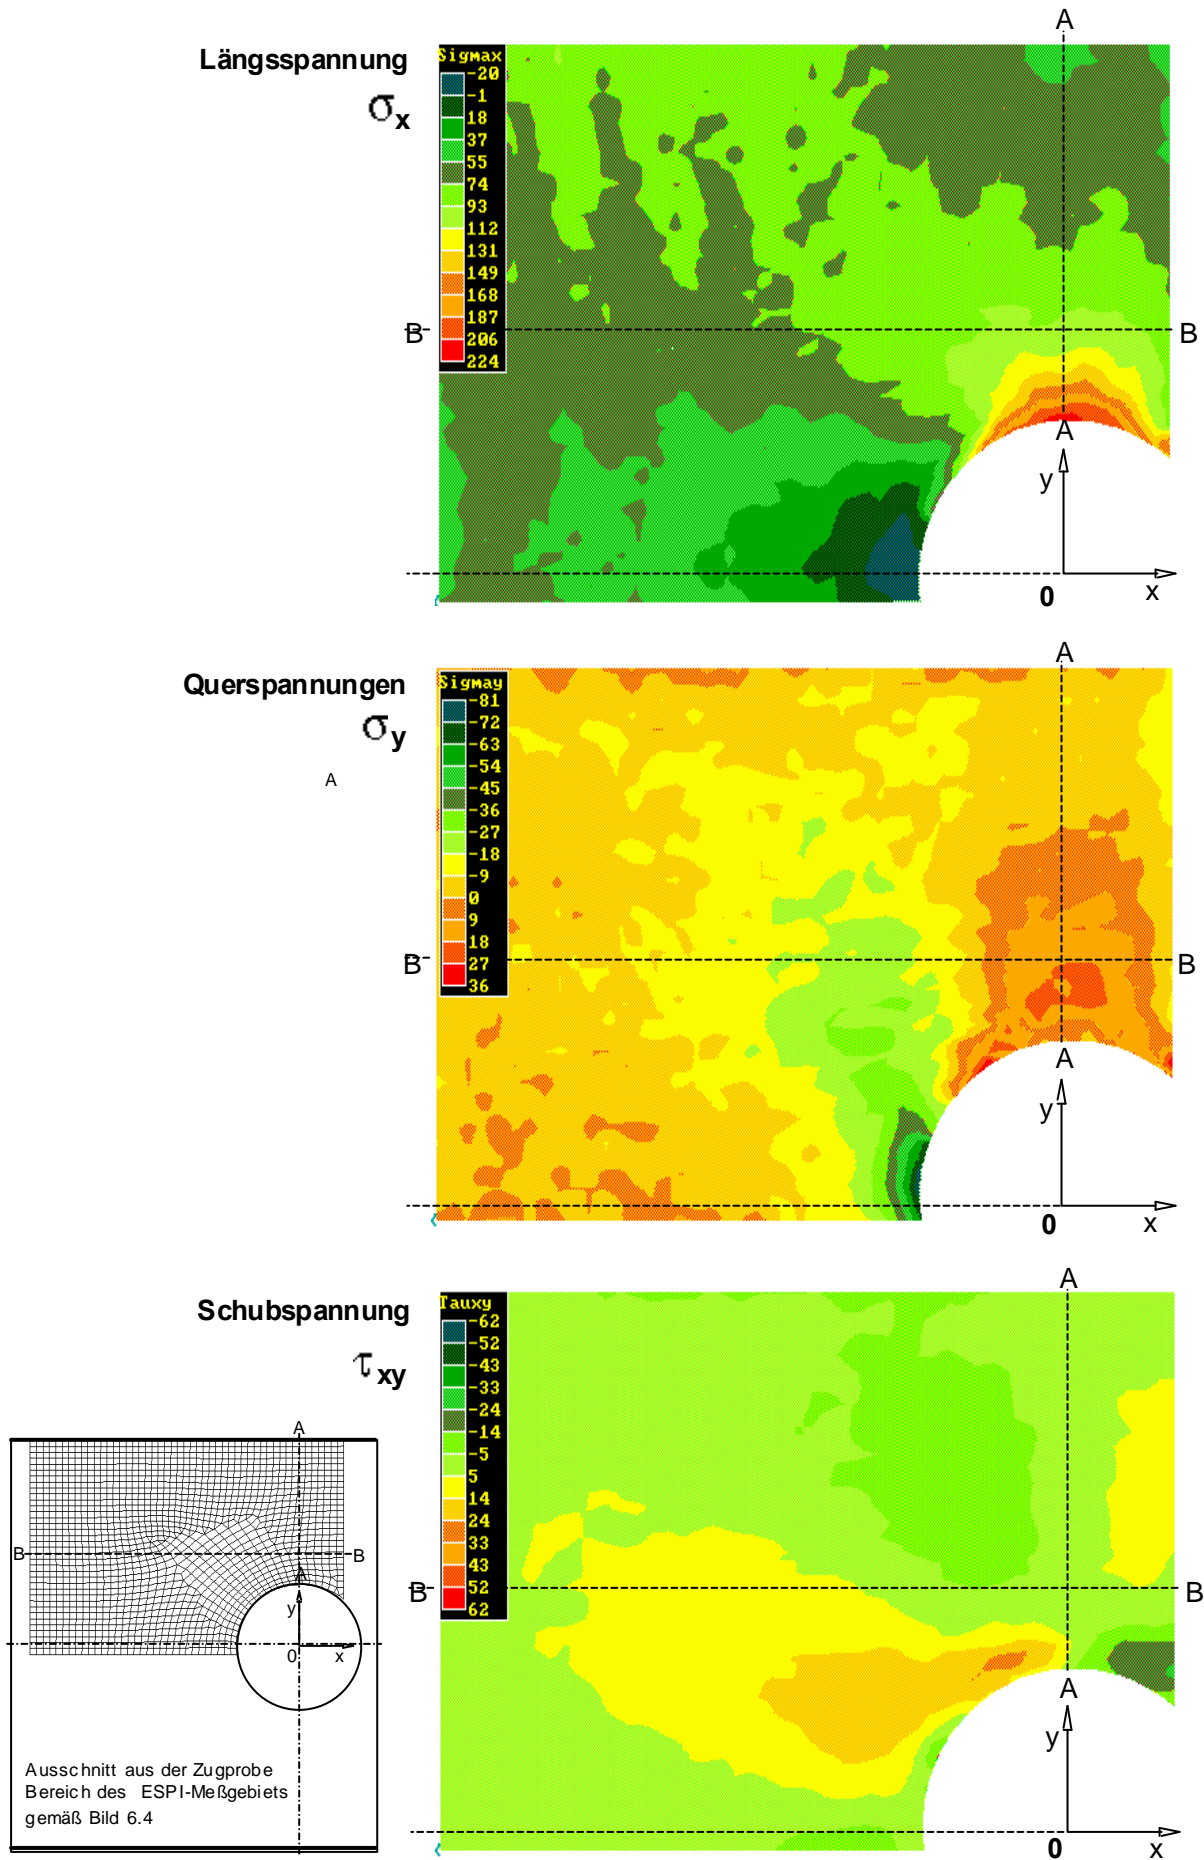 A
Längsspannung
σx
Sigmax
-20
-1
18
37
55
74
93
112
131
149
168
187
206
224
B
B
A
y
0
x
A
Querspannungen
σy
A
Sigmay
-81
-72
-63
-54
-45
-36
-27
-18
-9
0
9
18
27
36
B
B
A
y
0
x
A
Schubspannung
τxy
Tauxy
-62
-52
-43
-33
-24
-14
-5
5
14
24
33
43
52
62
B
B
A
y
0
x
A
B
B
A
y
0
x
Ausschnitt aus der Zugprobe
Bereich des ESPI-Meßgebiets
gemäß Bild 6.4